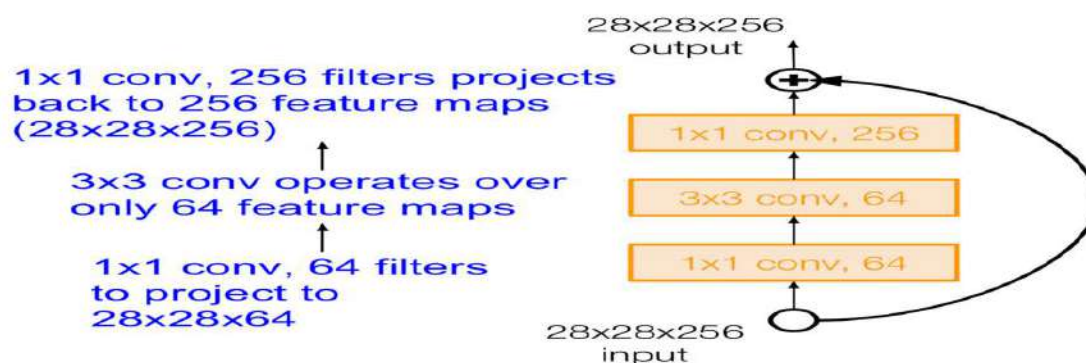 1x1 conv, 256 filters projects
back to 256 feature maps
(28x28x256)
3x3 conv operates over
only 64 feature maps
1x1 conv, 64 filters
to project to
28x28x64
28x28x256
output
+
1x1 conv, 256
3x3 conv, 64
1x1 conv, 64
28x28x256
input